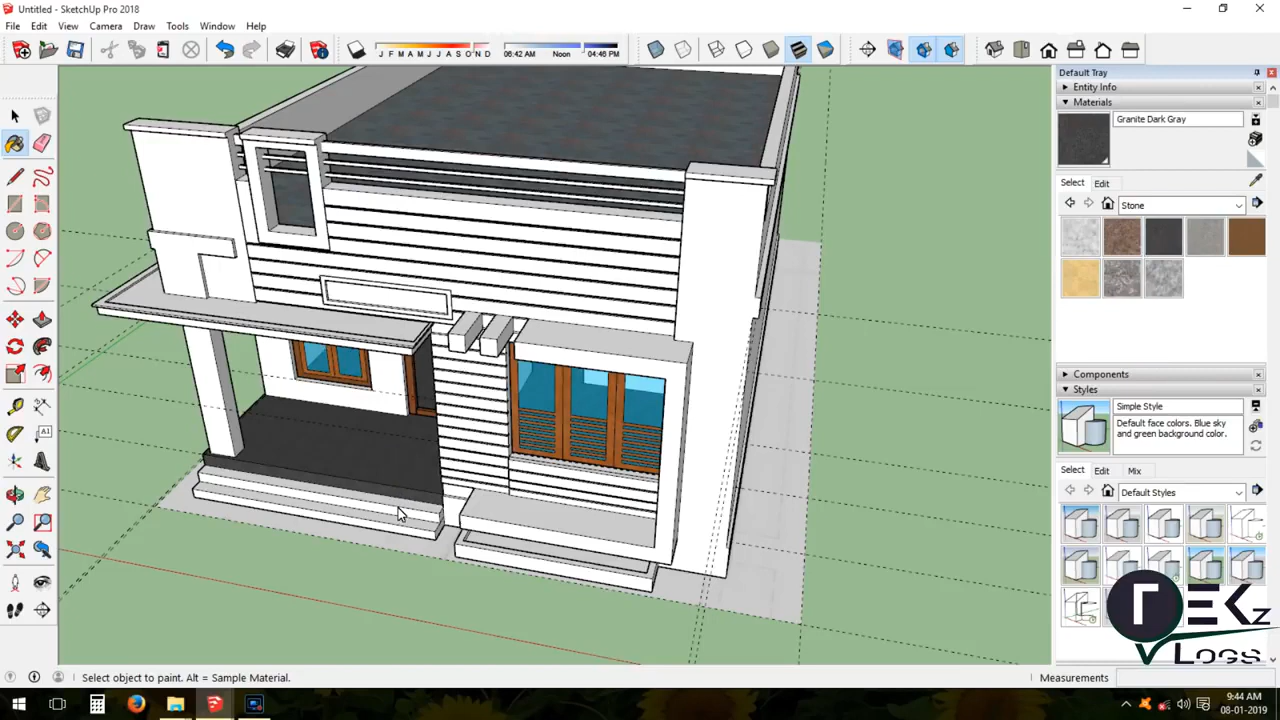 Untitled - SketchUp Pro 2018
File Edit View Camera Draw Tools Window Help
J F M A M J J A S O N D
06:42 AM Noon 04:46 PM
Default Tray
Entity Info
Materials
Granite Dark Gray
Select Edit
Stone
Components
Styles
Simple Style
Default face colors. Blue sky and green background color.
Select Edit Mix
Default Styles
TEKz
VLogs
Select object to paint. Alt = Sample Material.
Measurements
9:44 AM
08-01-2019